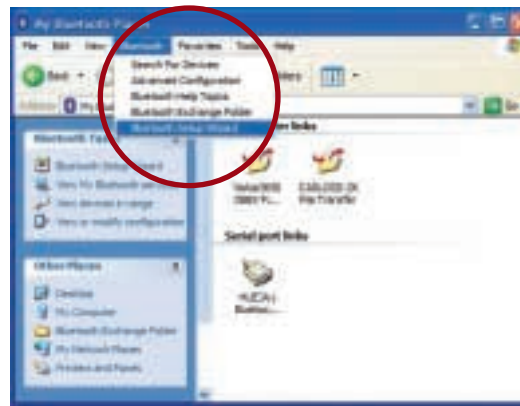 My Bluetooth Places
File Edit View Bluetooth Favorites Tools Help
Back
Search For Devices
Advanced Configuration
Bluetooth Help Topics
Bluetooth Exchange Folder
Bluetooth Setup Wizard
links
Bluetooth
Bluetooth Setup Wizard
View My Bluetooth
View devices in range
View or modify configuration
File Transfer
Serial port links
Other Places
Desktop
My Computer
Bluetooth Exchange Folder
My Network Places
Printers and Faxes